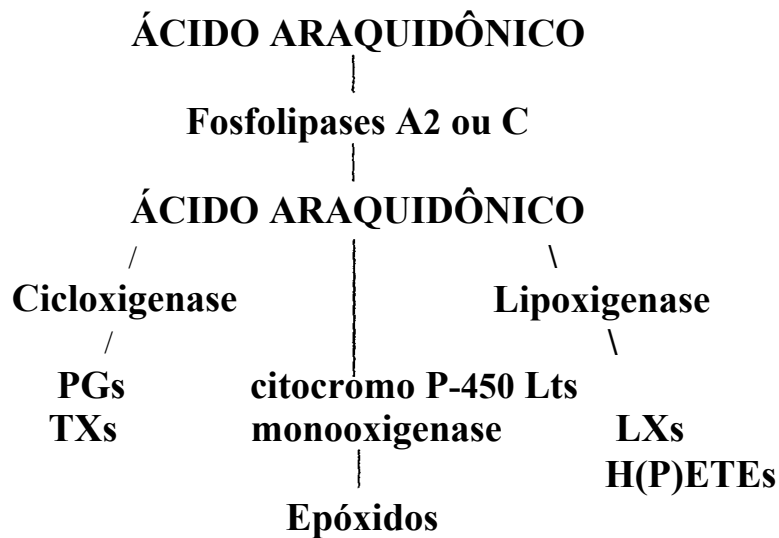 ÁCIDO ARAQUIDÔNICO
Fosfolipases A2 ou C
ÁCIDO ARAQUIDÔNICO
Cicloxigenase Lipoxigenase
PGs citocromo P-450 Lts
TXs monooxigenase LXs
H(P)ETEs
Epóxidos